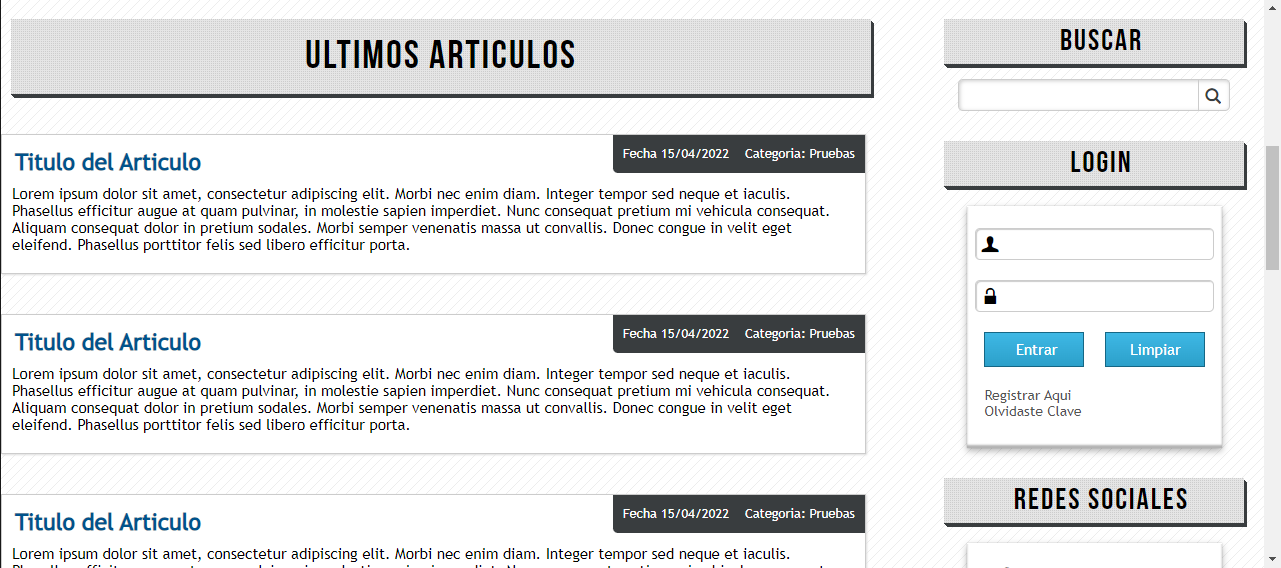 ULTIMOS ARTICULOS
Titulo del Articulo
Fecha 15/04/2022 Categoria: Pruebas
Lorem ipsum dolor sit amet, consectetur adipiscing elit. Morbi nec enim diam. Integer tempor sed neque et iaculis.
Phasellus efficitur augue at quam pulvinar, in molestie sapien imperdiet. Nunc consequat pretium mi vehicula consequat.
Aliquam consequat dolor in pretium sodales. Morbi semper venenatis massa ut convallis. Donec congue in velit eget
eleifend. Phasellus porttitor felis sed libero efficitur porta.
Titulo del Articulo
Fecha 15/04/2022 Categoria: Pruebas
Lorem ipsum dolor sit amet, consectetur adipiscing elit. Morbi nec enim diam. Integer tempor sed neque et iaculis.
Phasellus efficitur augue at quam pulvinar, in molestie sapien imperdiet. Nunc consequat pretium mi vehicula consequat.
Aliquam consequat dolor in pretium sodales. Morbi semper venenatis massa ut convallis. Donec congue in velit eget
eleifend. Phasellus porttitor felis sed libero efficitur porta.
Titulo del Articulo
Fecha 15/04/2022 Categoria: Pruebas
Lorem ipsum dolor sit amet, consectetur adipiscing elit. Morbi nec enim diam. Integer tempor sed neque et iaculis.
BUSCAR
LOGIN
Entrar
Limpiar
Registrar Aqui
Olvidaste Clave
REDES SOCIALES